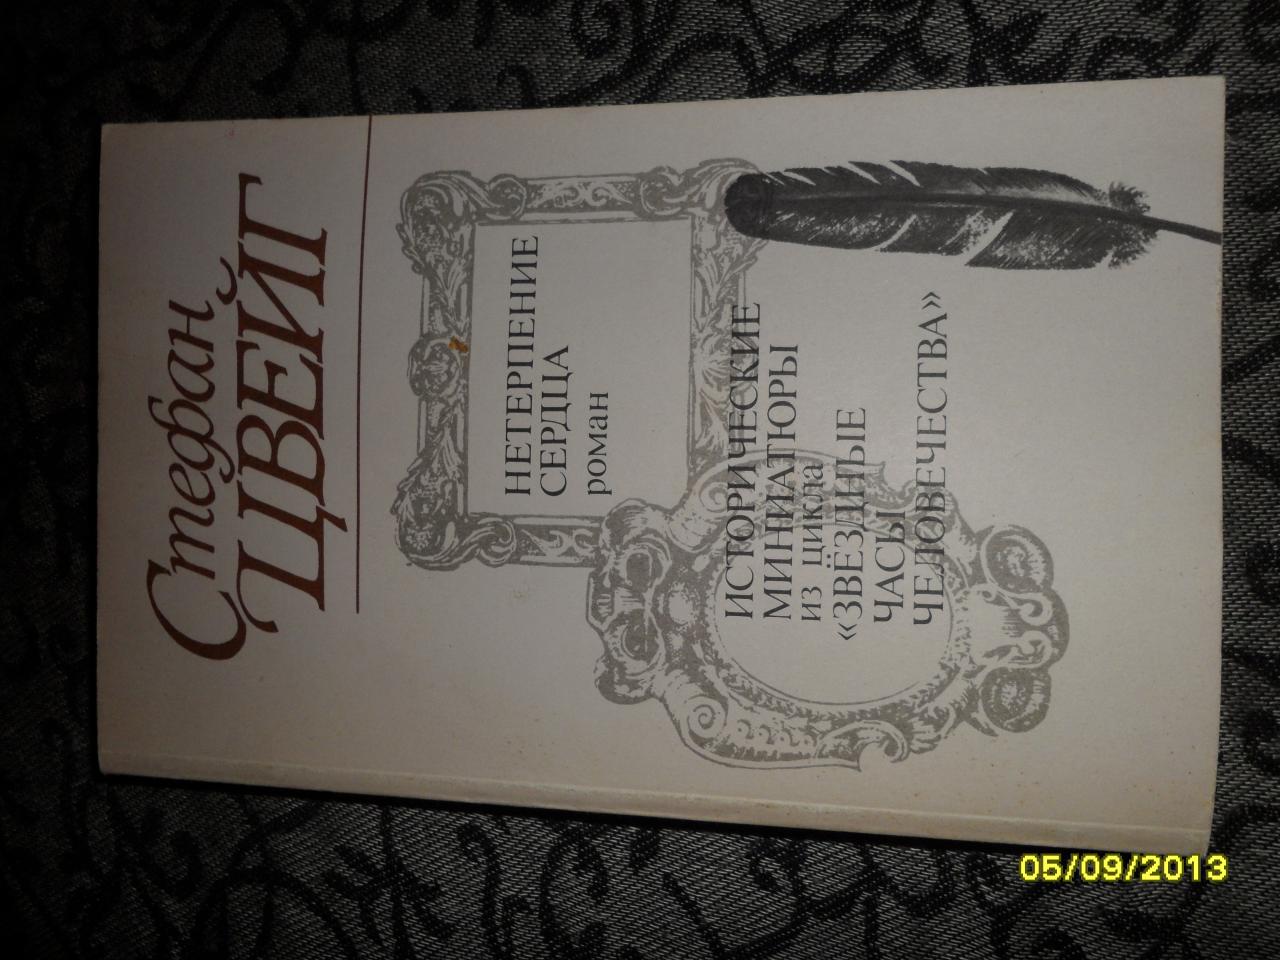 Стефан
ЦВЕЙГ
НЕТЕРПЕНИЕ
СЕРДЦА
роман
ИСТОРИЧЕСКИЕ
МИНИАТЮРЫ
из цикла
«ЗВЁЗДНЫЕ
ЧАСЫ
ЧЕЛОВЕЧЕСТВА»
05/09/2013